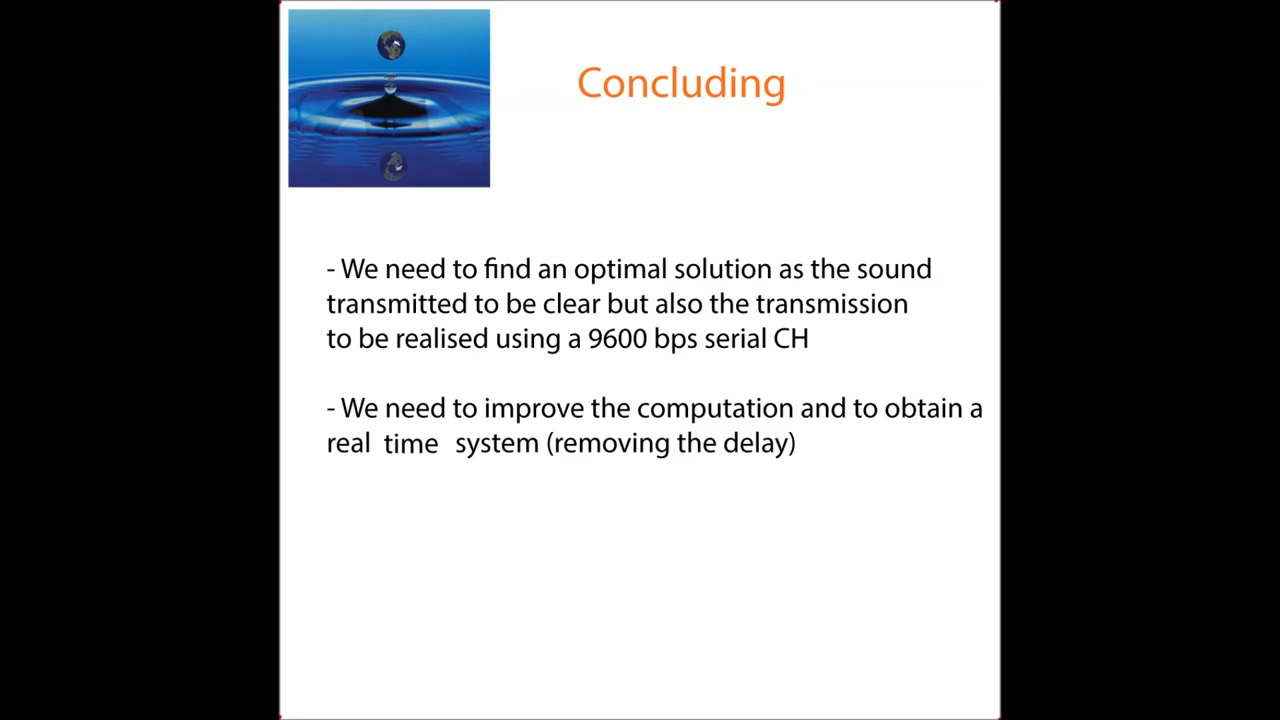 Concluding
- We need to find an optimal solution as the sound
transmitted to be clear but also the transmission
to be realised using a 9600 bps serial CH
- We need to improve the computation and to obtain a
real time system (removing the delay)